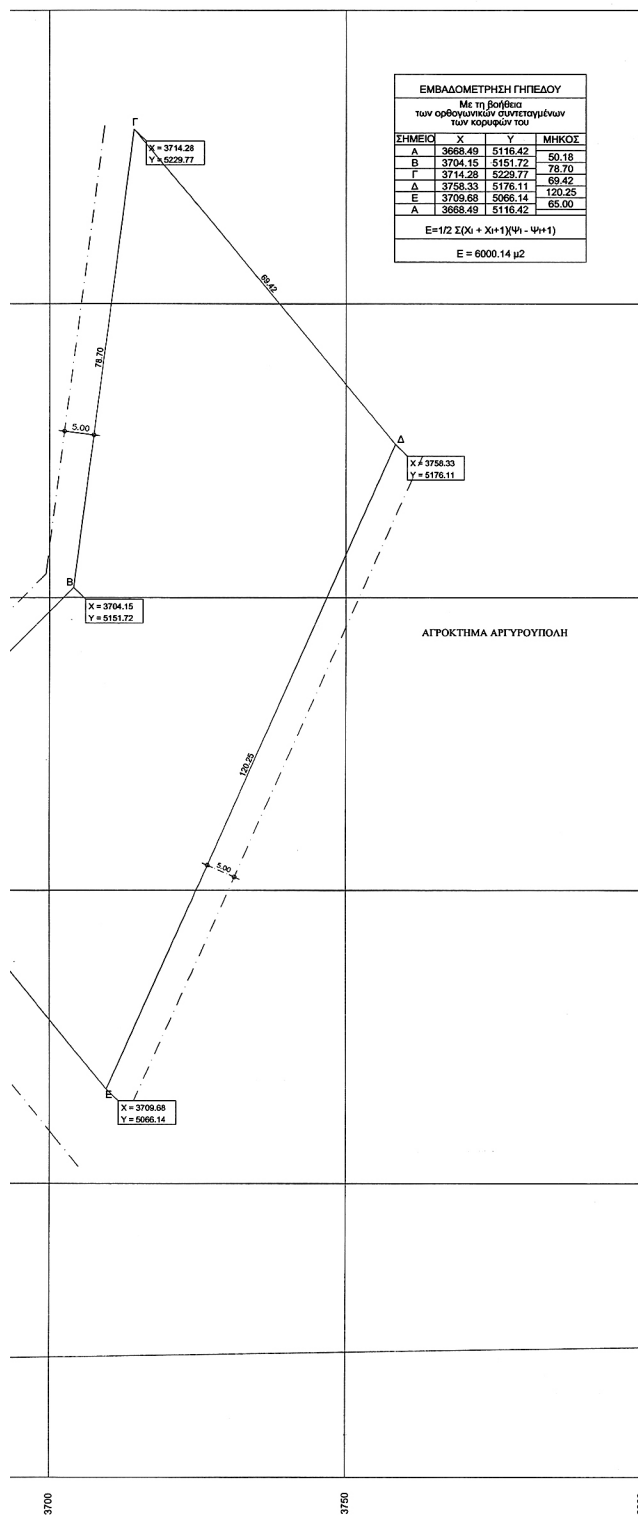 ΕΜΒΑΔΟΜΕΤΡΗΣΗ ΓΗΠΕΔΟΥ
Με τη βοήθεια
των ορθογωνικών συντεταγμένων
των κορυφών του
ΣΗΜΕΙΟ X Y ΜΗΚΟΣ
Α 3668.49 5116.42
50.18
Β 3704.15 5151.72
78.70
Γ 3714.28 5229.77
69.42
Δ 3758.33 5176.11
120.25
Ε 3709.68 5066.14
65.00
Α 3668.49 5116.42
Ε=1/2 Σ(Χι + Χι+1)(Ψι - Ψι+1)
Ε = 6000.14 μ2
Γ
X = 3714.28
Y = 5229.77
69.42
78.70
5.00
Δ
X = 3758.33
Y = 5176.11
Β
X = 3704.15
Y = 5151.72
ΑΓΡΟΚΤΗΜΑ ΑΡΓΥΡΟΥΠΟΛΗ
120.25
5.00
Ε
X = 3709.68
Y = 5066.14
3700
3750